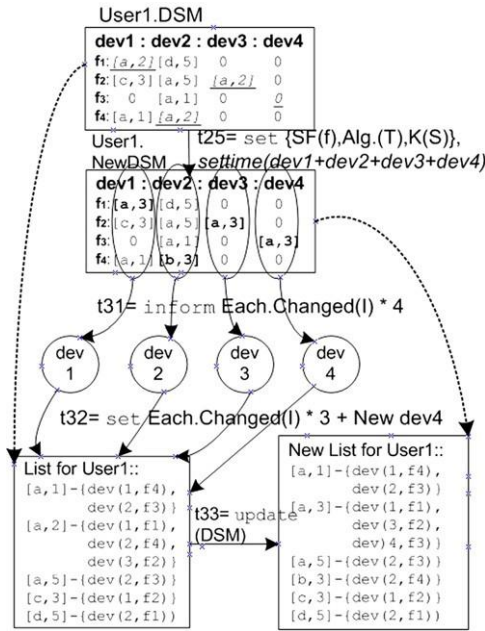 User1.DSM
dev1 : dev2 : dev3 : dev4
f1: [a,2] [d,5] 0 0
f2: [c,3] [a,5] [a,2] 0
f3: 0 [a,1] 0 0
f4: [a,1] [a,2] 0 0
t25= set {SF(f),Alg.(T),K(S)},
settime(dev1+dev2+dev3+dev4)
User1.
NewDSM
dev1 : dev2 : dev3 : dev4
f1: [a,3] [d,5] 0 0
f2: [c,3] [a,5] [a,3] 0
f3: 0 [a,1] 0 [a,3]
f4: [a,1] [b,3] 0 0
t31= inform Each.Changed(I) * 4
dev
1
dev
2
dev
3
dev
4
t32= set Each.Changed(I) * 3 + New dev4
List for User1::
[a,1]-{dev(1,f4),
dev(2,f3)}
[a,2]-{dev(1,f1),
dev(2,f4),
dev(3,f2)}
[a,5]-{dev(2,f3)}
[c,3]-{dev(1,f2)}
[d,5]-{dev(2,f1)}
t33= update
(DSM)
New List for User1::
[a,1]-{dev(1,f4),
dev(2,f3)}
[a,3]-{dev(1,f1),
dev(3,f2),
dev)4,f3)}
[a,5]-{dev(2,f3)}
[b,3]-{dev(2,f4)}
[c,3]-{dev(1,f2)}
[d,5]-{dev(2,f1)}